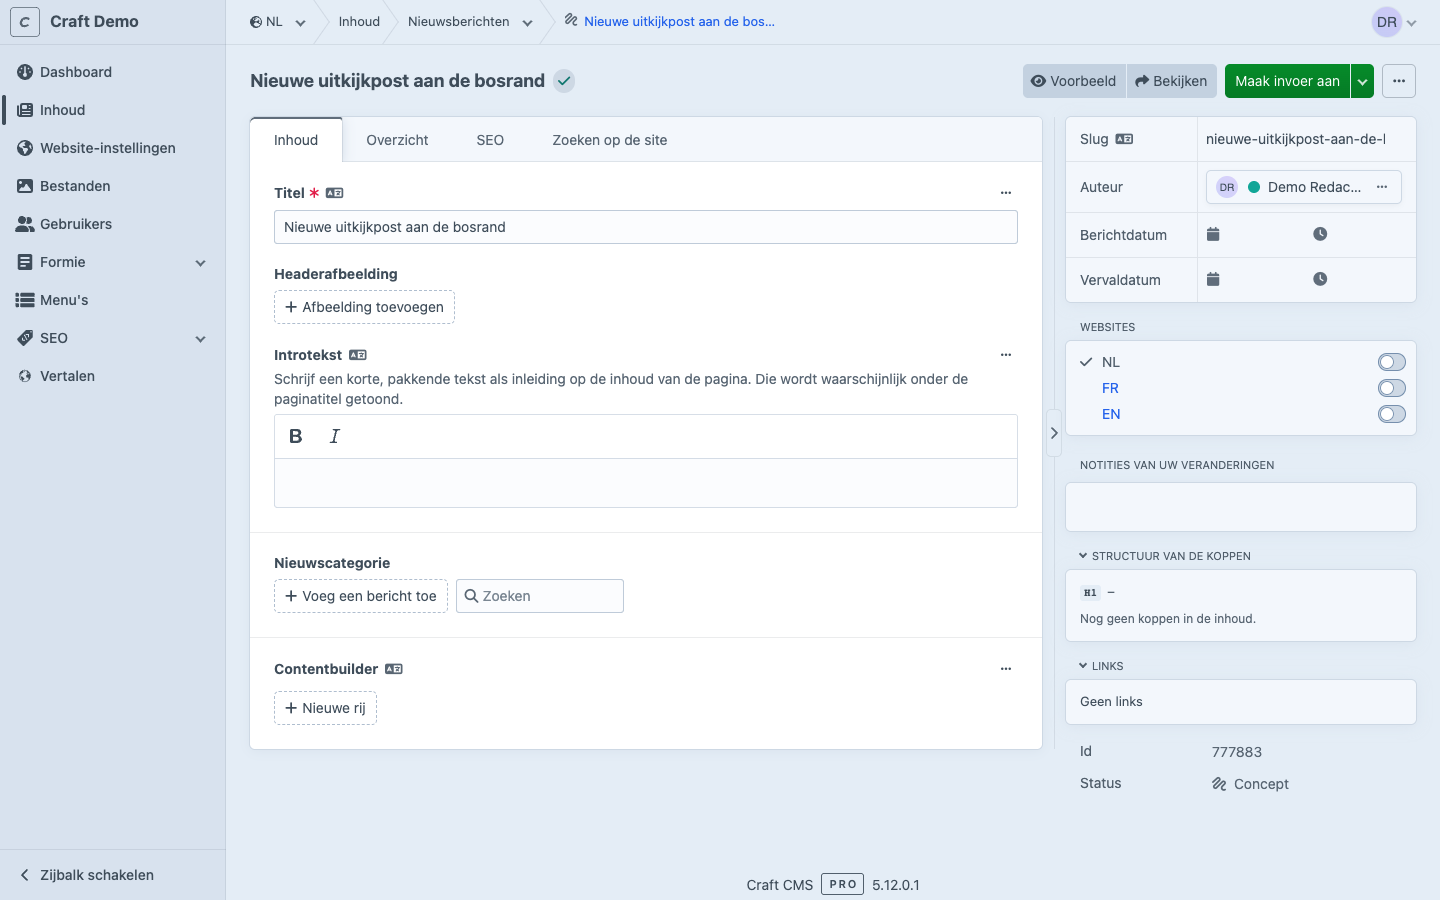 C
Craft Demo
NL
Inhoud
Nieuwsberichten
Nieuwe uitkijkpost aan de bos...
DR
Dashboard
Inhoud
Website-instellingen
Bestanden
Gebruikers
Formie
Menu's
SEO
Vertalen
Zijbalk schakelen
Nieuwe uitkijkpost aan de bosrand
Voorbeeld
Bekijken
Maak invoer aan
Inhoud
Overzicht
SEO
Zoeken op de site
Titel *
Nieuwe uitkijkpost aan de bosrand
Headerafbeelding
+ Afbeelding toevoegen
Introtekst
Schrijf een korte, pakkende tekst als inleiding op de inhoud van de pagina. Die wordt waarschijnlijk onder de
paginatitel getoond.
B I
Nieuwscategorie
+ Voeg een bericht toe
Zoeken
Contentbuilder
+ Nieuwe rij
Slug
nieuwe-uitkijkpost-aan-de-
Auteur
DR
Demo Redac...
Berichtdatum
Vervaldatum
WEBSITES
NL
FR
EN
NOTITIES VAN UW VERANDERINGEN
STRUCTUUR VAN DE KOPPEN
H1 –
Nog geen koppen in de inhoud.
LINKS
Geen links
Id
777883
Status
Concept
Craft CMS PRO 5.12.0.1